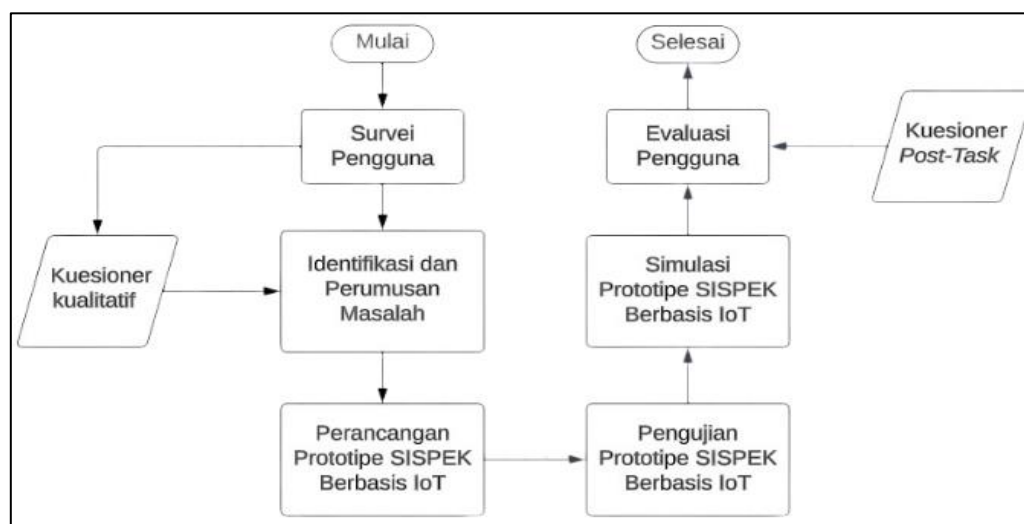 Mulai
Survei
Pengguna
Kuesioner
kualitatif
Identifikasi dan
Perumusan
Masalah
Perancangan
Prototipe SISPEK
Berbasis IoT
Pengujian
Prototipe SISPEK
Berbasis IoT
Simulasi
Prototipe SISPEK
Berbasis IoT
Evaluasi
Pengguna
Kuesioner
Post-Task
Selesai